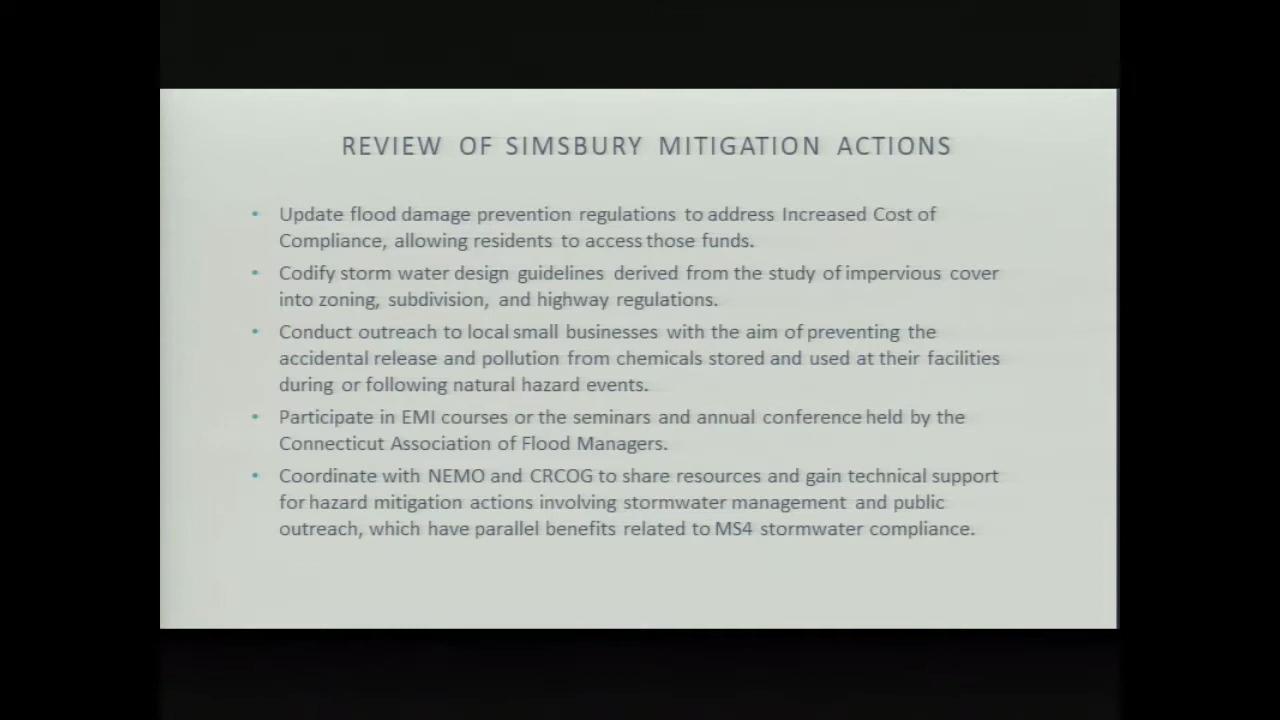 REVIEW OF SIMSBURY MITIGATION ACTIONS
• Update flood damage prevention regulations to address Increased Cost of
Compliance, allowing residents to access those funds.
• Codify storm water design guidelines derived from the study of impervious cover
into zoning, subdivision, and highway regulations.
• Conduct outreach to local small businesses with the aim of preventing the
accidental release and pollution from chemicals stored and used at their facilities
during or following natural hazard events.
• Participate in EMI courses or the seminars and annual conference held by the
Connecticut Association of Flood Managers.
• Coordinate with NEMO and CRCOG to share resources and gain technical support
for hazard mitigation actions involving stormwater management and public
outreach, which have parallel benefits related to MS4 stormwater compliance.